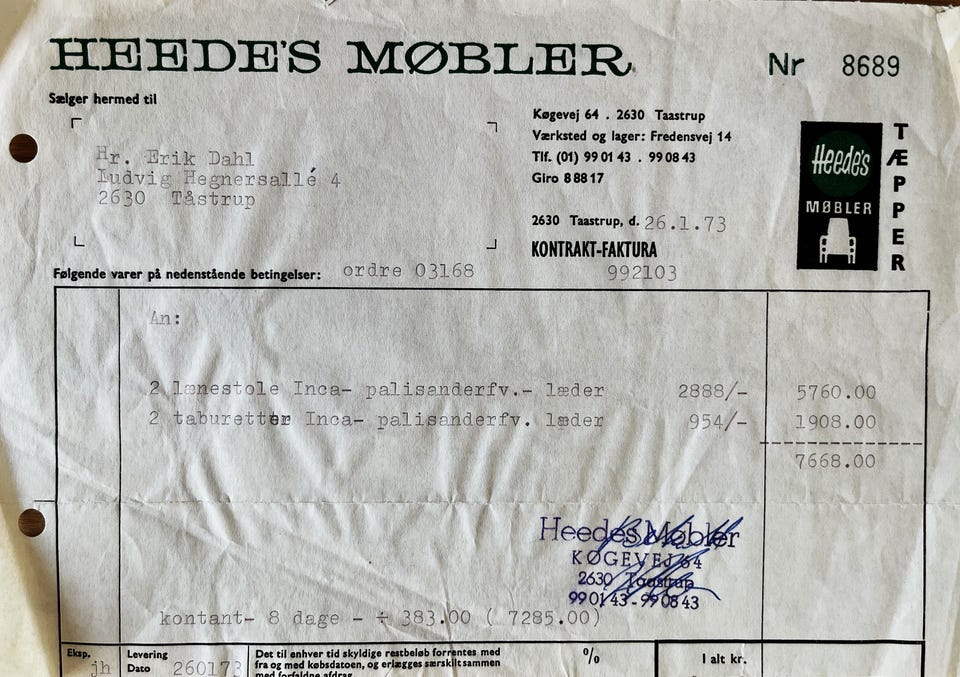 HEEDE'S MØBLER
Nr 8689
Sælger hermed til
Hr. Erik Dahl
Ludvig Hegnersallé 4
2630 Tåstrup
Køgevej 64 . 2630 Taastrup
Værksted og lager: Fredensvej 14
Tlf. (01) 99 01 43 . 99 08 43
Giro 8 88 17
2630 Taastrup, d. 26.1.73
KONTRAKT-FAKTURA
992103
Heede's
MØBLER
TÆPPER
Følgende varer på nedenstående betingelser: ordre 03168
An:
2 lænestole Inca- palisanderfv.- læder 2888/- 5760.00
2 taburetter Inca- palisanderfv. læder 954/- 1908.00
7668.00
Heedes Møbler
KØGEVEJ 64
2630 Taastrup
99 01 43 - 99 08 43
kontant- 8 dage - ÷ 383.00 ( 7285.00)
Eksp. jh
Levering
Dato 260173
Det til enhver tid skyldige restbeløb forrentes med
fra og med købsdatoen, og erlægges særskilt sammen
med forfaldne afdrag.
%
I alt kr.